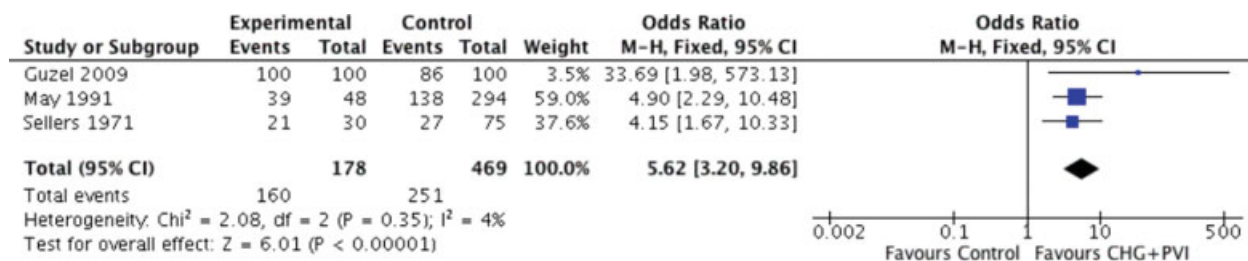 Experimental Control Odds Ratio Odds Ratio
Study or Subgroup Events Total Events Total Weight M-H, Fixed, 95% CI M-H, Fixed, 95% CI
Guzel 2009 100 100 86 100 3.5% 33.69 [1.98, 573.13]
May 1991 39 48 138 294 59.0% 4.90 [2.29, 10.48]
Sellers 1971 21 30 27 75 37.6% 4.15 [1.67, 10.33]
Total (95% CI) 178 469 100.0% 5.62 [3.20, 9.86]
Total events 160 251
Heterogeneity: Chi² = 2.08, df = 2 (P = 0.35); I² = 4%
Test for overall effect: Z = 6.01 (P < 0.00001)
0.002 0.1 1 10 500
Favours Control Favours CHG+PVI